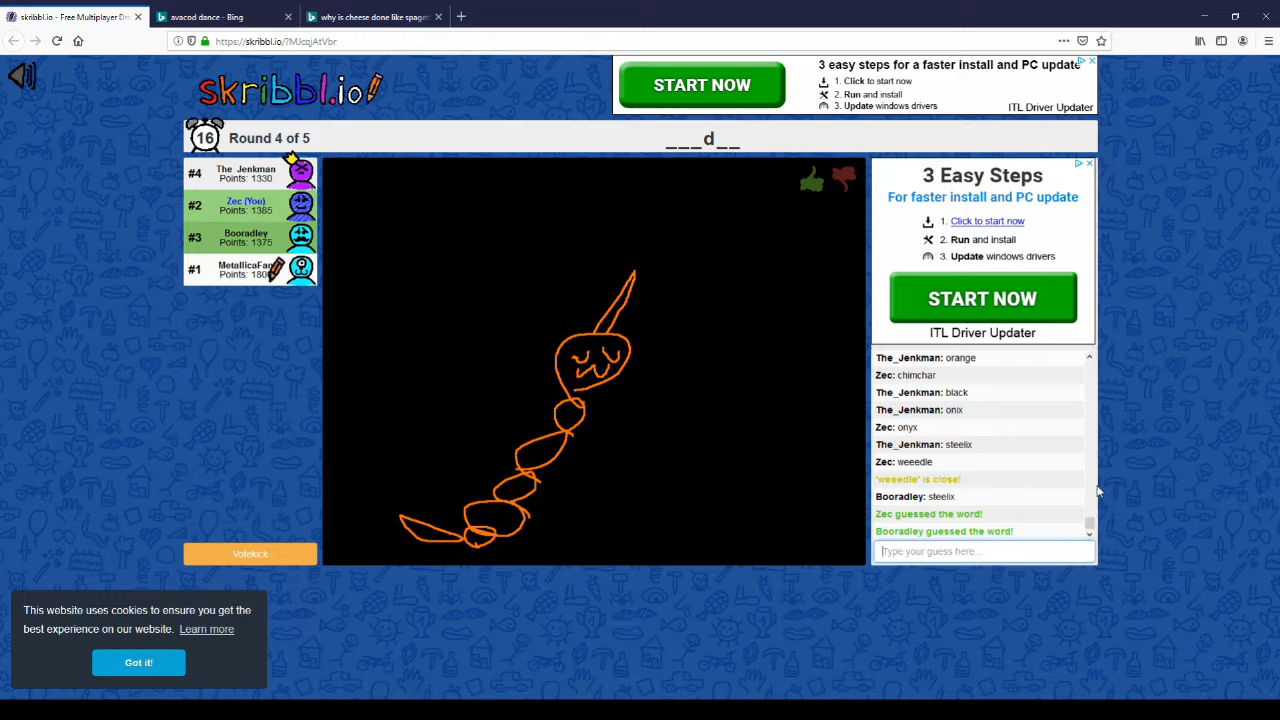 skribbl.io - Free Multiplayer Dr
avacod dance - Bing
why is cheese done like spaget
https://skribbl.io/?MJcqjAtVbr
skribbl.io
START NOW
3 easy steps for a faster install and PC update
1. Click to start now
2. Run and install
3. Update windows drivers
ITL Driver Updater
16
Round 4 of 5
___d__
#4
The_Jenkman
Points: 1330
#2
Zec (You)
Points: 1385
#3
Booradley
Points: 1375
#1
MetallicaFan
Points: 180
Votekick
3 Easy Steps
For faster install and PC update
1. Click to start now
2. Run and install
3. Update windows drivers
START NOW
ITL Driver Updater
The_Jenkman: orange
Zec: chimchar
The_Jenkman: black
The_Jenkman: onix
Zec: onyx
The_Jenkman: steelix
Zec: weeedle
'weeedle' is close!
Booradley: steelix
Zec guessed the word!
Booradley guessed the word!
Type your guess here...
This website uses cookies to ensure you get the
best experience on our website. Learn more
Got it!